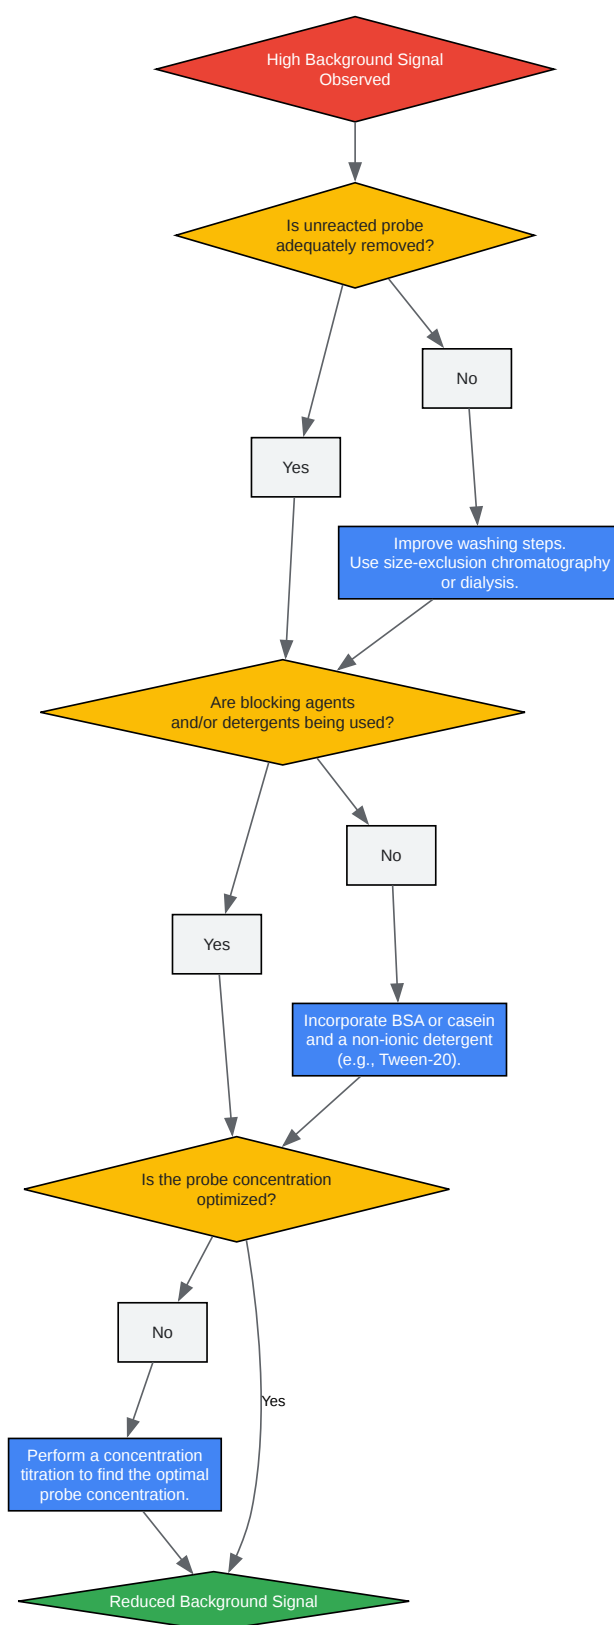 High Background Signal
Observed
Is unreacted probe
adequately removed?
No
Yes
Improve washing steps.
Use size-exclusion chromatography
or dialysis.
Are blocking agents
and/or detergents being used?
No
Yes
Incorporate BSA or casein
and a non-ionic detergent
(e.g., Tween-20).
Is the probe concentration
optimized?
No
Yes
Perform a concentration
titration to find the optimal
probe concentration.
Reduced Background Signal